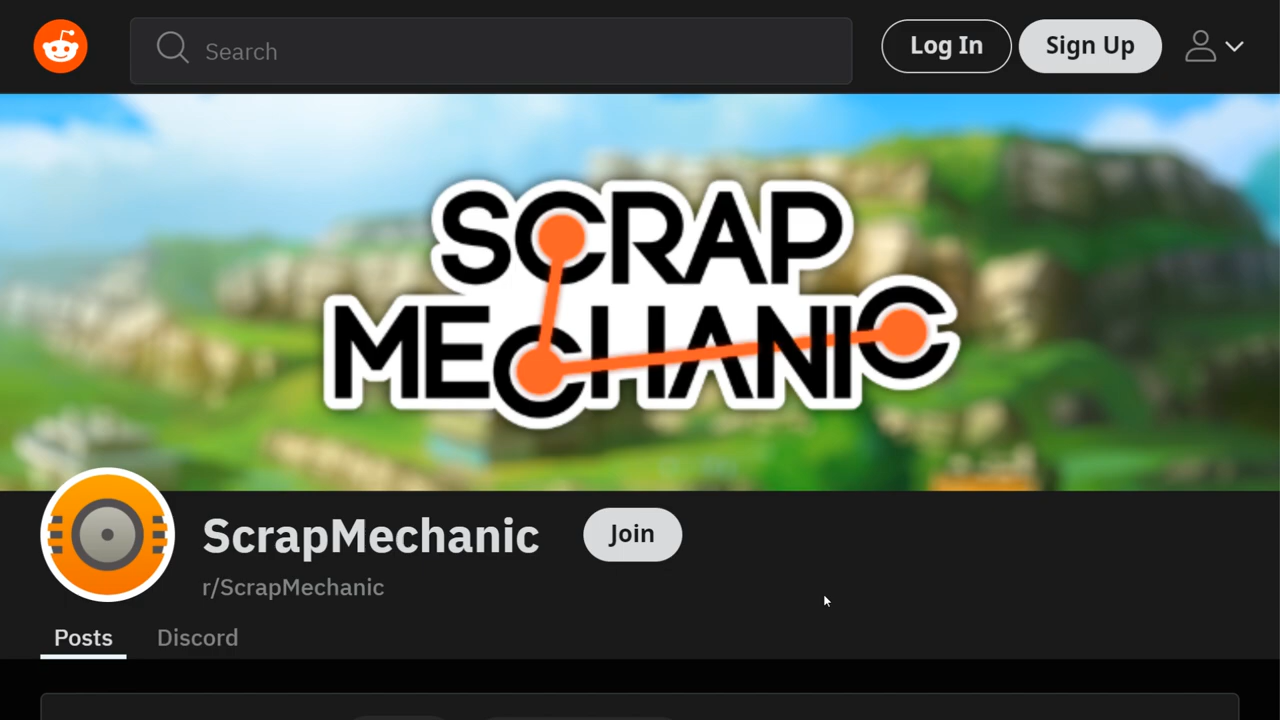 Search
Log In
Sign Up
SCRAP
MECHANIC
ScrapMechanic
Join
r/ScrapMechanic
Posts
Discord